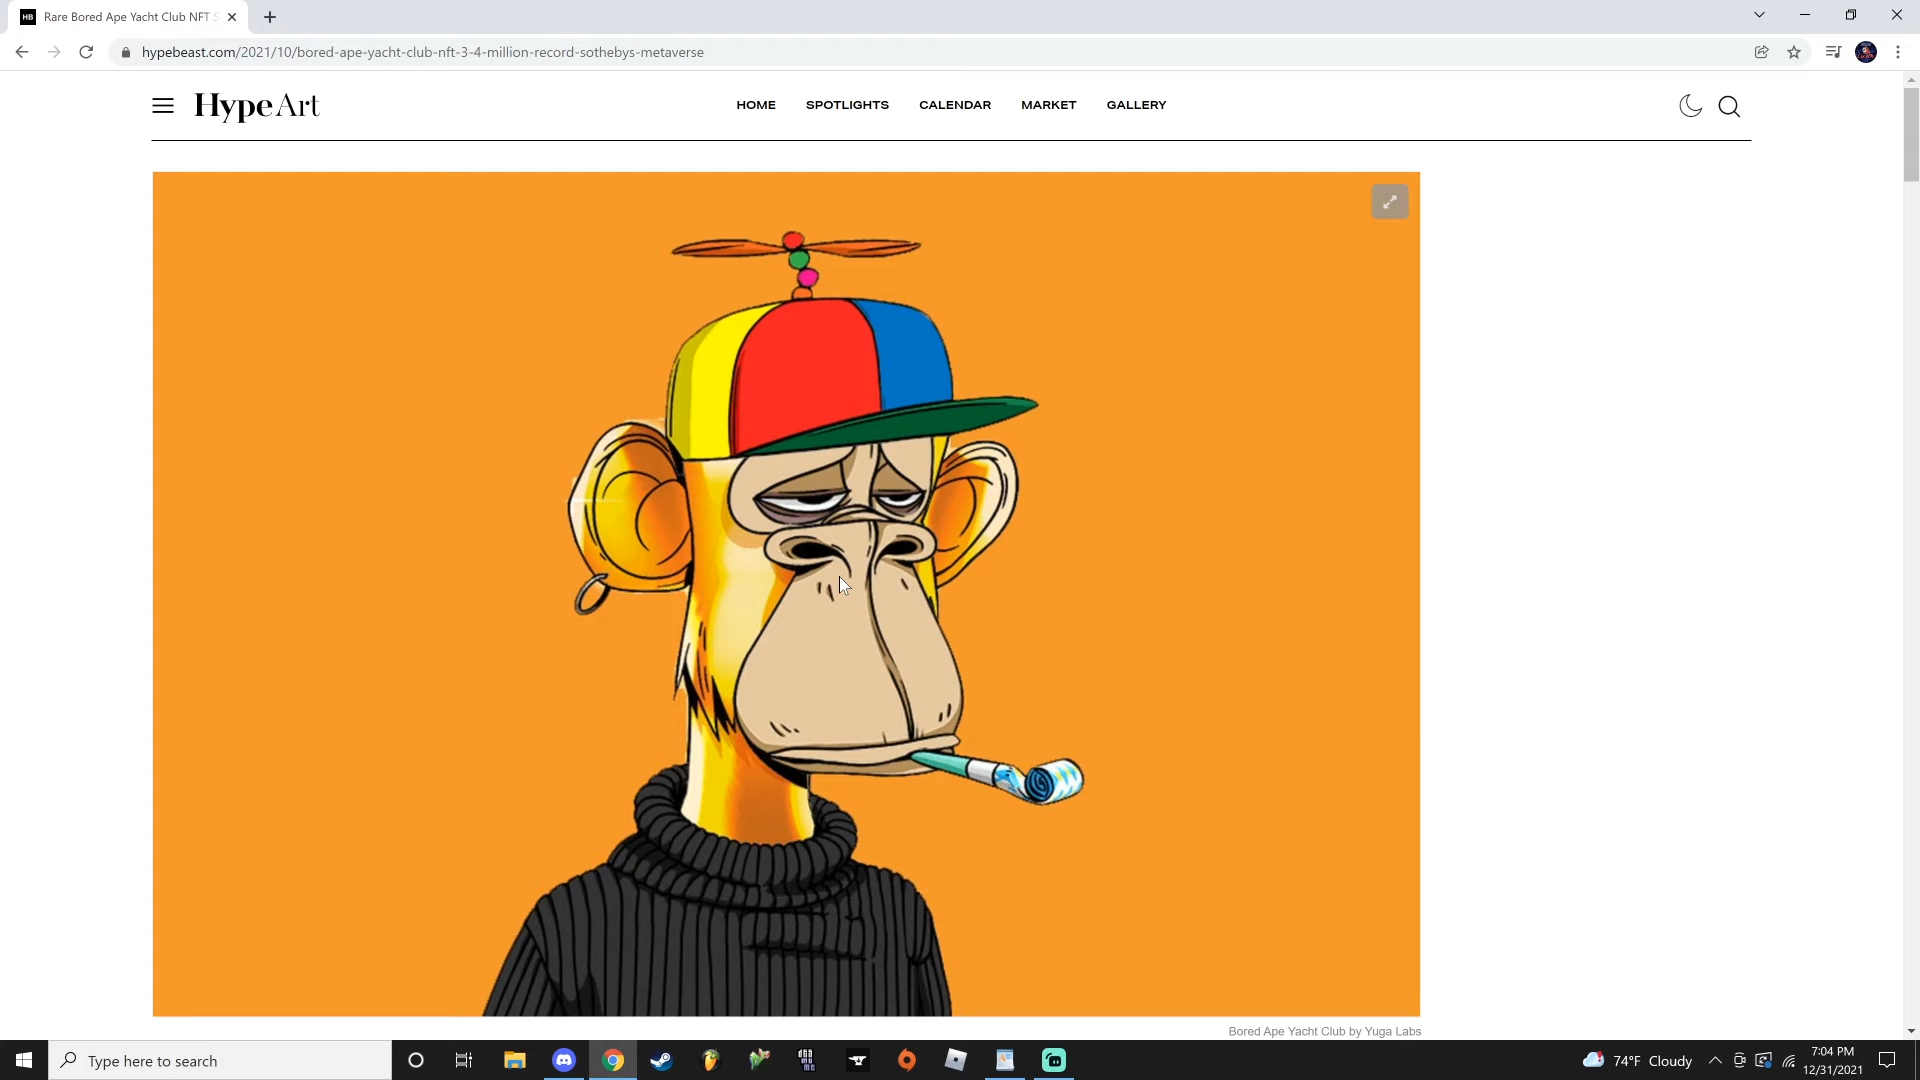 Rare Bored Ape Yacht Club NFT S
hypebeast.com/2021/10/bored-ape-yacht-club-nft-3-4-million-record-sothebys-metaverse
HypeArt
HOME SPOTLIGHTS CALENDAR MARKET GALLERY
Bored Ape Yacht Club by Yuga Labs
Type here to search
74°F Cloudy
7:04 PM
12/31/2021